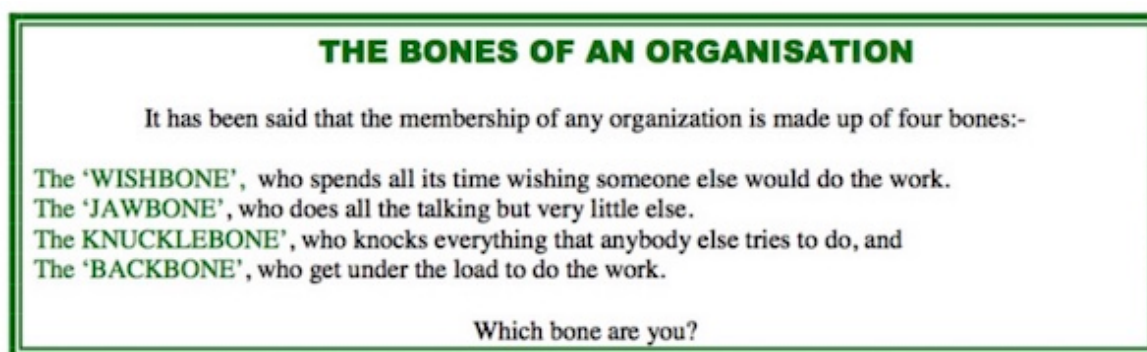 THE BONES OF AN ORGANISATION
It has been said that the membership of any organization is made up of four bones:-
The ‘WISHBONE’, who spends all its time wishing someone else would do the work.
The ‘JAWBONE’, who does all the talking but very little else.
The KNUCKLEBONE’, who knocks everything that anybody else tries to do, and
The ‘BACKBONE’, who get under the load to do the work.
Which bone are you?